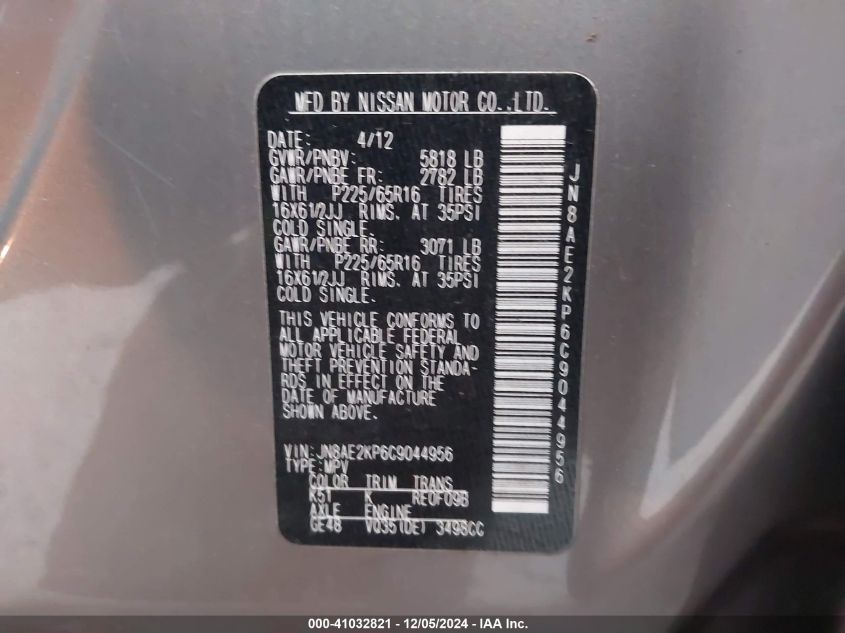 MFD BY NISSAN MOTOR CO.,LTD.
DATE: 4/12
GVWR/PNBV: 5818 LB
GAWR/PNBE FR: 2782 LB
WITH P225/65R16 TIRES
16X61/2JJ RIMS. AT 35PSI
COLD SINGLE.
GAWR/PNBE RR: 3071 LB
WITH P225/65R16 TIRES
16X61/2JJ RIMS. AT 35PSI
COLD SINGLE.
THIS VEHICLE CONFORMS TO
ALL APPLICABLE FEDERAL
MOTOR VEHICLE SAFETY AND
THEFT PREVENTION STANDA-
RDS IN EFFECT ON THE
DATE OF MANUFACTURE
SHOWN ABOVE.
VIN:JN8AE2KP6C9044956
TYPE:MPV
COLOR TRIM TRANS
K51 K RE0F09B
AXLE ENGINE
GE48 VQ35(DE) 3498CC
JN8AE2KP6C9044956
000-41032821 - 12/05/2024 - IAA Inc.